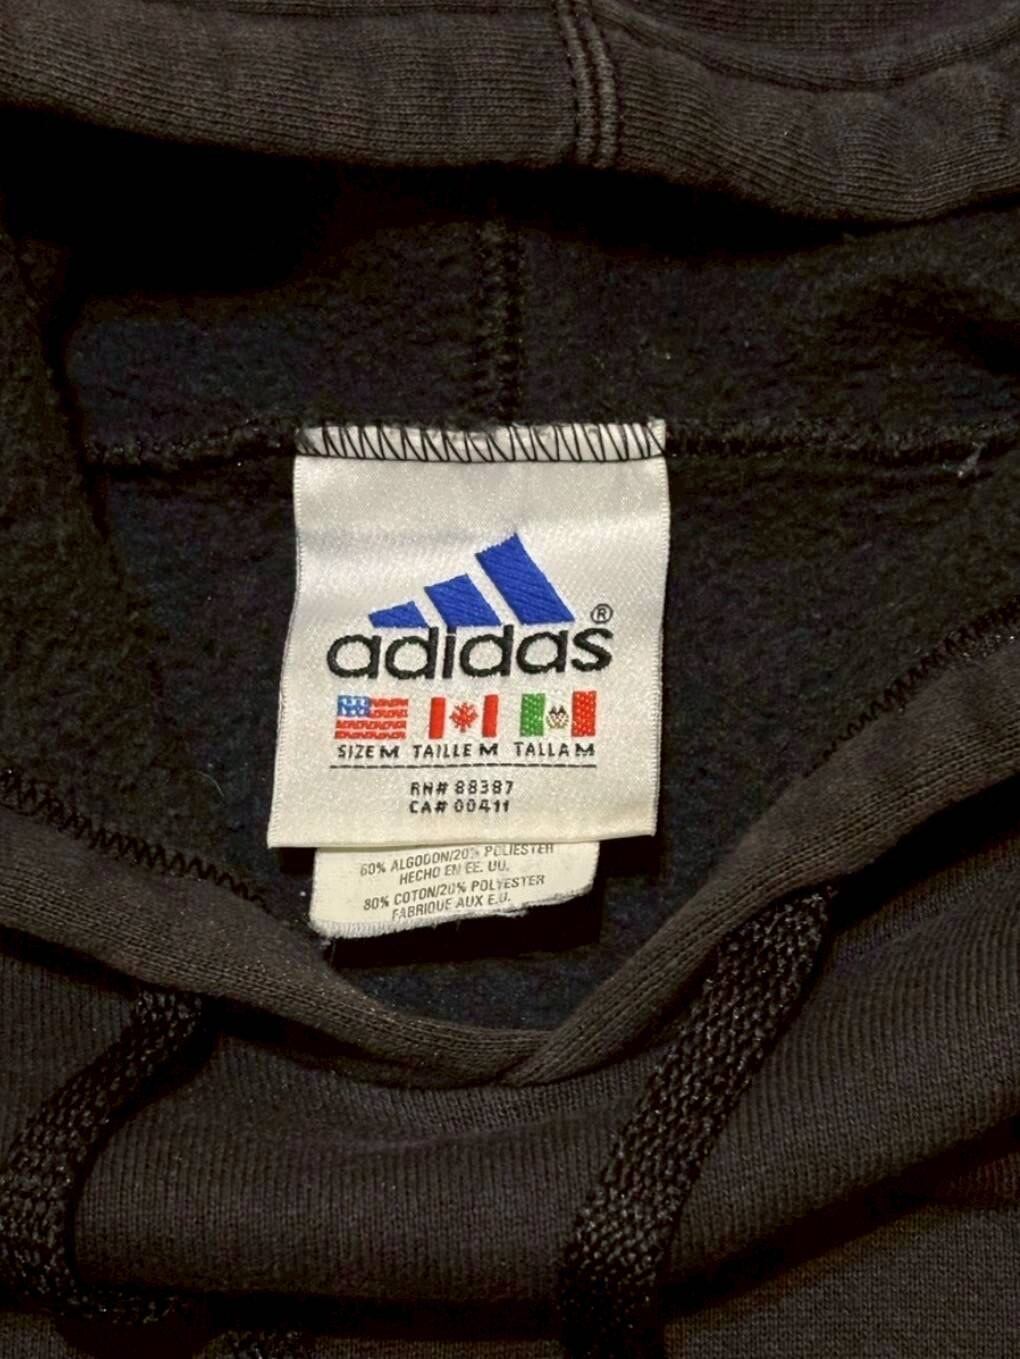 adidas®
SIZE M TAILLE M TALLA M
RN# 88387
CA# 00411
60% ALGODON/20% POLIESTER
HECHO EN EE. UU.
80% COTON/20% POLYESTER
FABRIQUE AUX E.U.